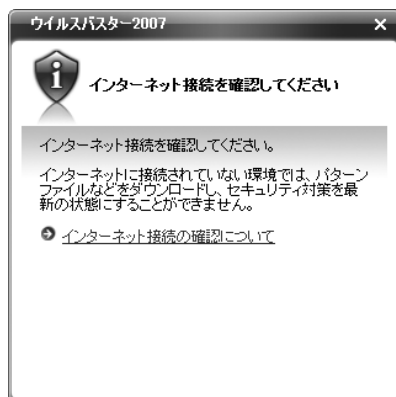 ウイルスバスター2007
インターネット接続を確認してください
インターネット接続を確認してください。
インターネットに接続されていない環境では、パターン
ファイルなどをダウンロードし、セキュリティ対策を最
新の状態にすることができません。
インターネット接続の確認について